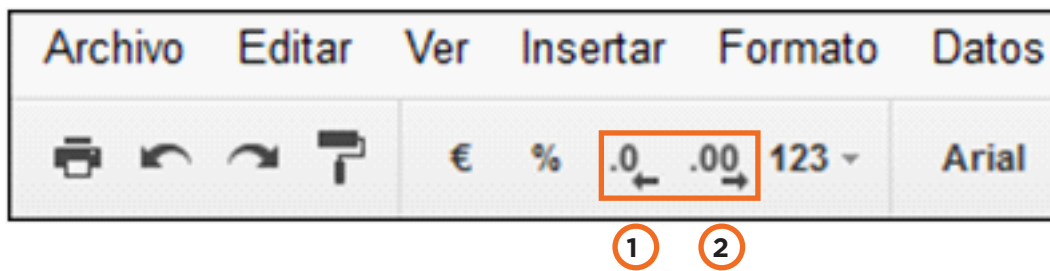 Archivo Editar Ver Insertar Formato Datos
€ % .0 .00 123 Arial
1 2